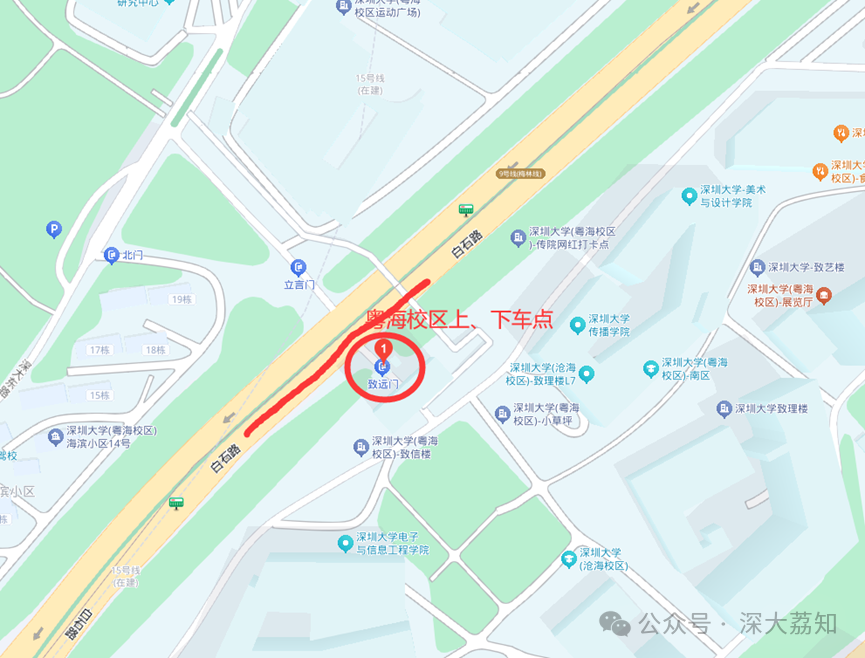 研究中心
深圳大学(粤海
校区运动广场)
15号线
(在建)
9号线(梅林线)
深圳大学-美术
与设计学院
P
北门
立言门
白石路
深圳大学(粤海校区
)-传院网红打卡点
深圳大学-致艺楼
深圳大学(粤海
校区)-展览厅
19栋
粤海校区上、下车点
深圳大学
传播学院
17栋
18栋
1
致远门
深圳大学(沧海
校区)-致理楼L7
深圳大学(粤海
校区)-南区
深大东路
15栋
深圳大学(粤海
校区)-小草坪
深圳大学致理楼
深圳大学(粤海校区)
海滨小区14号
深圳大学(粤海
校区)-致信楼
白石路
滨小区
深圳大学电子
与信息工程学院
深圳大学
(沧海校区)
15号线
(在建)
白石路
公众号 · 深大荔知